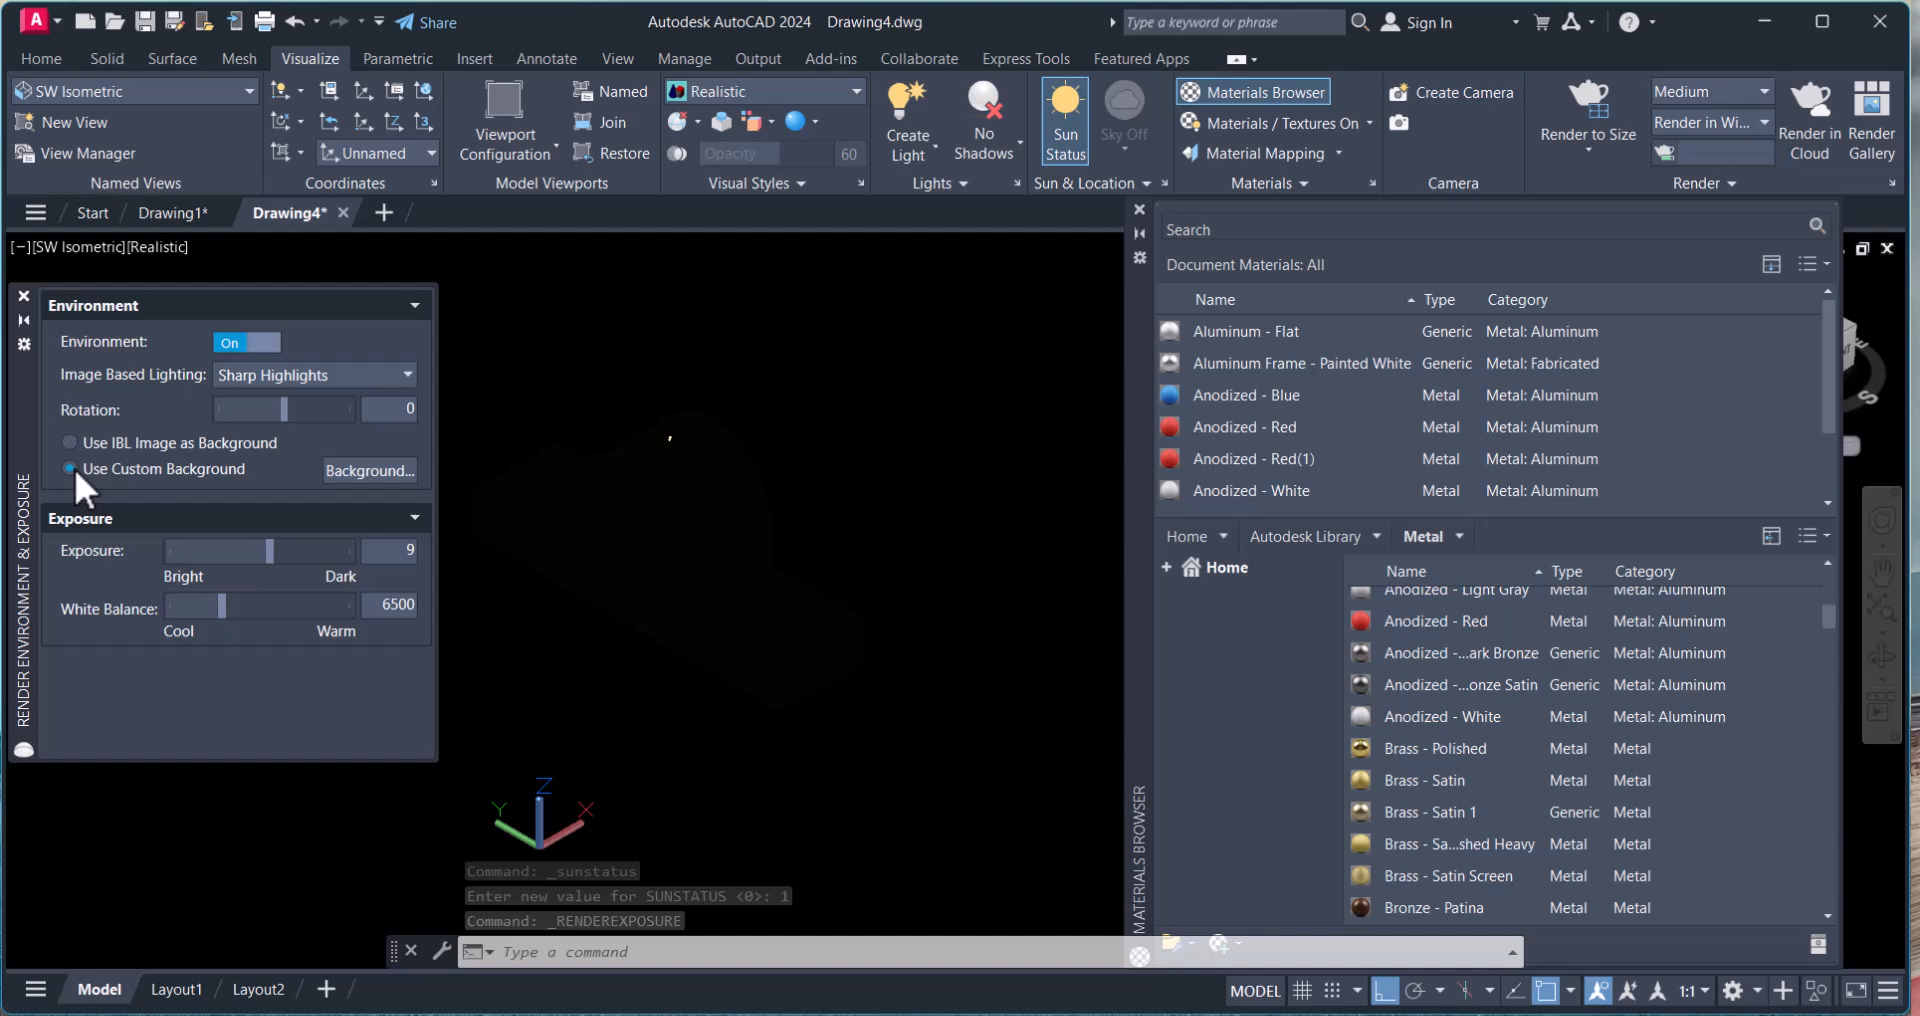 A
Share
Autodesk AutoCAD 2024
Drawing4.dwg
Type a keyword or phrase
Sign In
Home
Solid
Surface
Mesh
Visualize
Parametric
Insert
Annotate
View
Manage
Output
Add-ins
Collaborate
Express Tools
Featured Apps
SW Isometric
New View
View Manager
Named Views
Unnamed
Coordinates
Viewport
Configuration
Named
Join
Restore
Model Viewports
Realistic
Opacity
60
Visual Styles
Create
Light
No
Shadows
Lights
Sun
Status
Sky Off
Sun & Location
Materials Browser
Materials / Textures On
Material Mapping
Materials
Create Camera
Camera
Render to Size
Medium
Render in Wi...
Render in
Cloud
Render
Gallery
Render
Start
Drawing1*
Drawing4*
[−][SW Isometric][Realistic]
Environment
Environment:
On
Image Based Lighting:
Sharp Highlights
Rotation:
0
Use IBL Image as Background
Use Custom Background
Background...
Exposure
Exposure:
9
Bright
Dark
White Balance:
6500
Cool
Warm
RENDER ENVIRONMENT & EXPOSURE
Z
Y
X
Command: _sunstatus
Enter new value for SUNSTATUS <0>: 1
Command: _RENDEREXPOSURE
Type a command
Search
Document Materials: All
Name
Type
Category
Aluminum - Flat
Generic
Metal: Aluminum
Aluminum Frame - Painted White
Generic
Metal: Fabricated
Anodized - Blue
Metal
Metal: Aluminum
Anodized - Red
Metal
Metal: Aluminum
Anodized - Red(1)
Metal
Metal: Aluminum
Anodized - White
Metal
Metal: Aluminum
Home
Autodesk Library
Metal
Home
Name
Type
Category
Anodized - Light Gray
Metal
Metal: Aluminum
Anodized - Red
Metal
Metal: Aluminum
Anodized -...ark Bronze
Generic
Metal: Aluminum
Anodized -...onze Satin
Generic
Metal: Aluminum
Anodized - White
Metal
Metal: Aluminum
Brass - Polished
Metal
Metal
Brass - Satin
Metal
Metal
Brass - Satin 1
Generic
Metal
Brass - Sa...shed Heavy
Metal
Metal
Brass - Satin Screen
Metal
Metal
Bronze - Patina
Metal
Metal
MATERIALS BROWSER
E
S
Model
Layout1
Layout2
MODEL
1:1